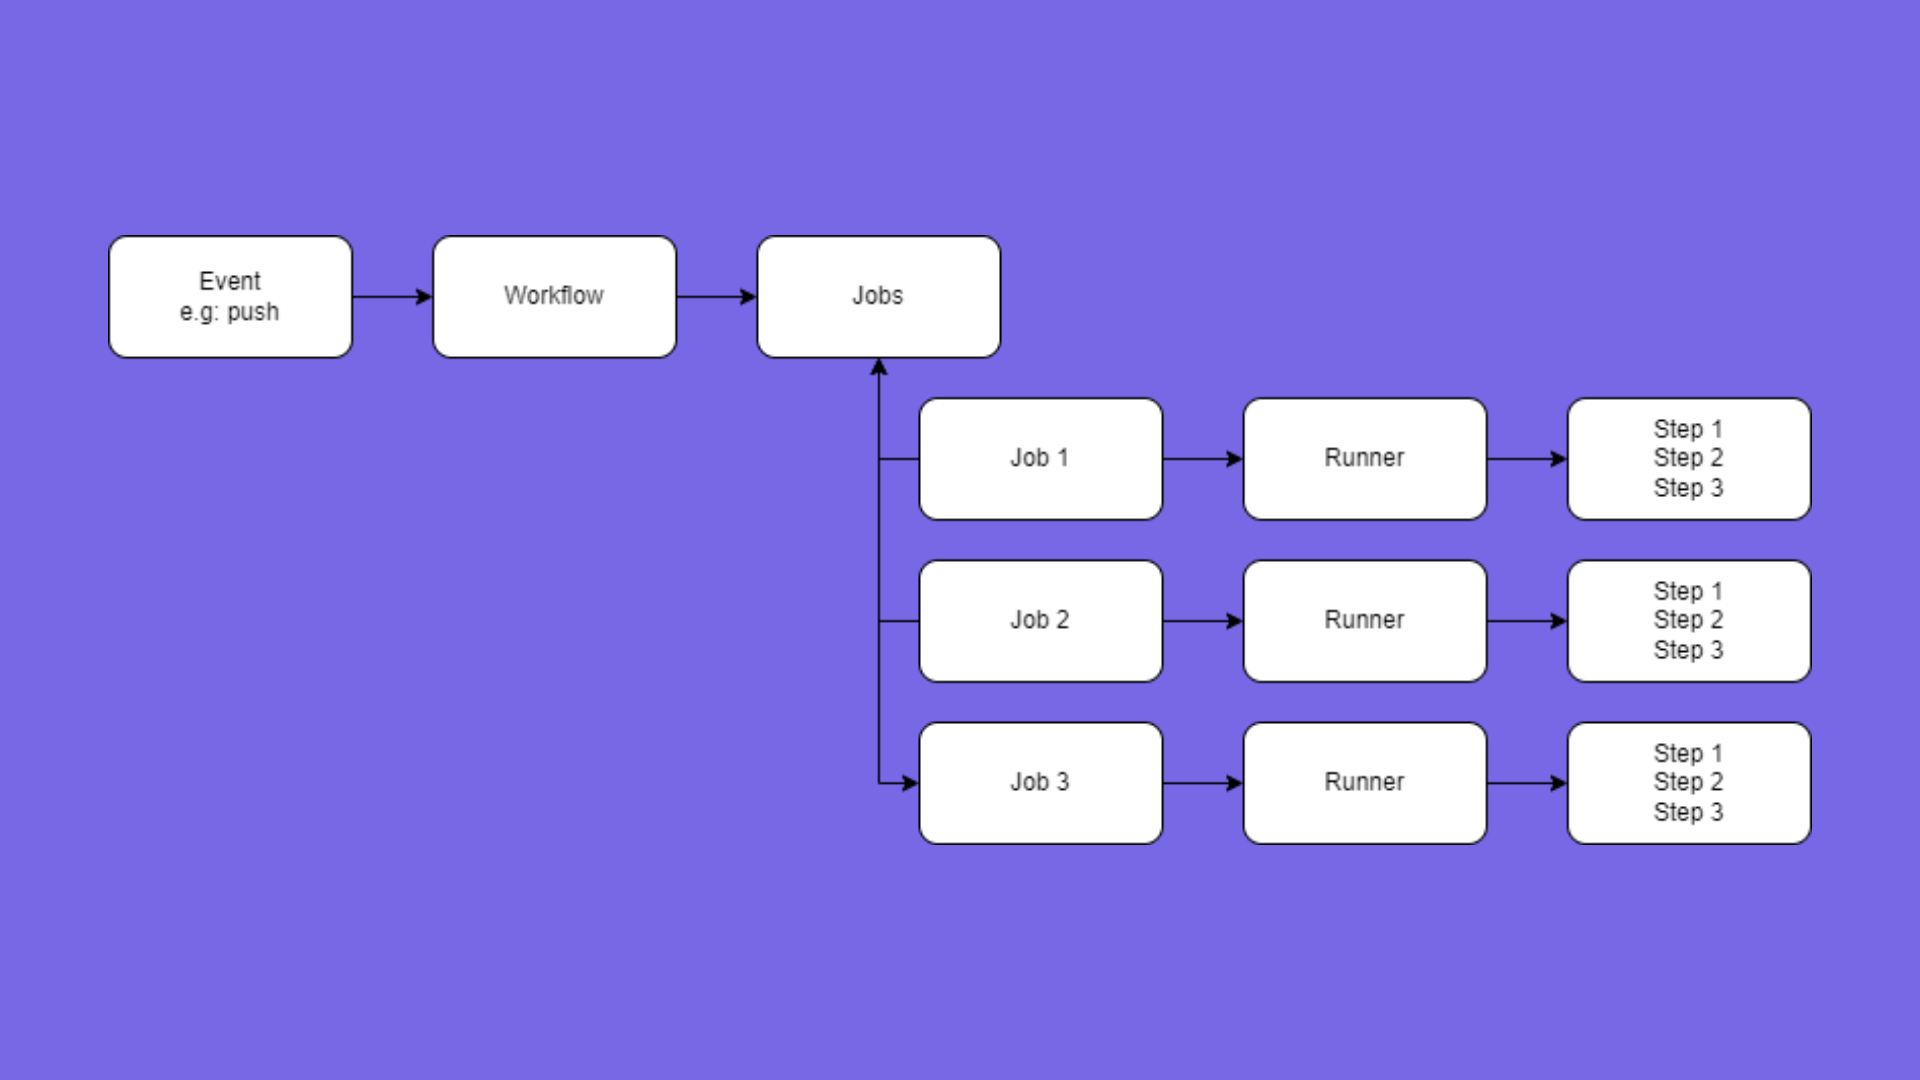 Event
e.g: push
Workflow
Jobs
Job 1
Runner
Step 1
Step 2
Step 3
Job 2
Runner
Step 1
Step 2
Step 3
Job 3
Runner
Step 1
Step 2
Step 3